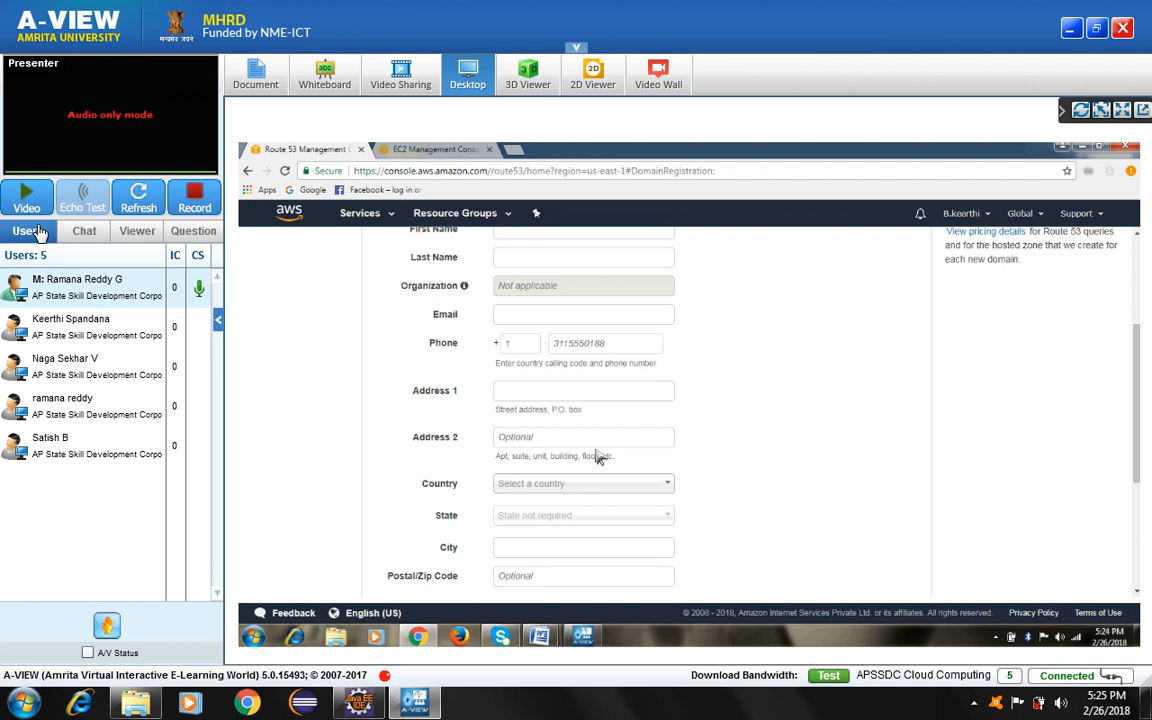 A-VIEW
AMRITA UNIVERSITY
MHRD
Funded by NME-ICT
Presenter
Audio only mode
Document
Whiteboard
Video Sharing
Desktop
3D Viewer
2D Viewer
Video Wall
Video
Echo Test
Refresh
Record
Users
Chat
Viewer
Question
Users: 5
IC
CS
M: Ramana Reddy G
AP State Skill Development Corpo
0
Keerthi Spandana
AP State Skill Development Corpo
0
Naga Sekhar V
AP State Skill Development Corpo
0
ramana reddy
AP State Skill Development Corpo
0
Satish B
AP State Skill Development Corpo
0
A/V Status
Route 53 Management C
EC2 Management Conso
Secure
https://console.aws.amazon.com/route53/home?region=us-east-1#DomainRegistration:
Apps
Google
Facebook – log in or
aws
Services
Resource Groups
B.keerthi
Global
Support
First Name
Last Name
Organization
Not applicable
Email
Phone
+ 1 · 3115550188
Enter country calling code and phone number
Address 1
Street address, P.O. box
Address 2
Optional
Apt, suite, unit, building, floor, etc.
Country
Select a country
State
State not required
City
Postal/Zip Code
Optional
View pricing details for Route 53 queries
and for the hosted zone that we create for
each new domain.
Feedback
English (US)
© 2008 - 2018, Amazon Internet Services Private Ltd. or its affiliates. All rights reserved.
Privacy Policy
Terms of Use
5:24 PM
2/26/2018
A-VIEW (Amrita Virtual Interactive E-Learning World) 5.0.15493; © 2007-2017
Download Bandwidth:
Test
APSSDC Cloud Computing
5
Connected
5:25 PM
2/26/2018